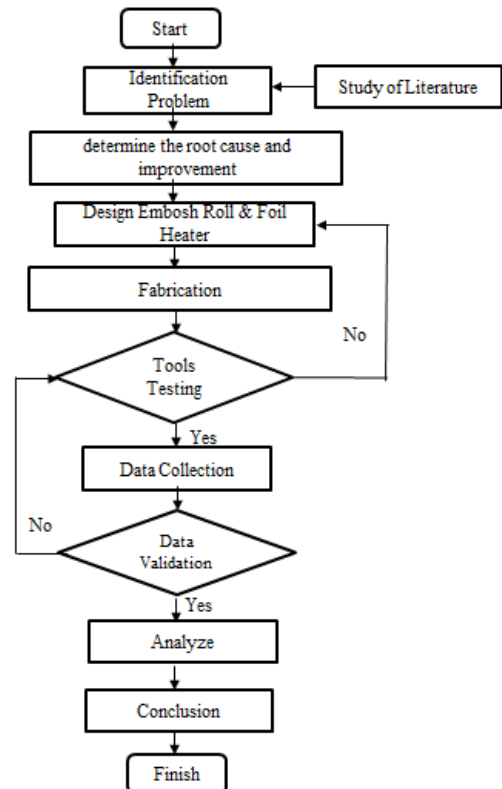 Start
Identification
Problem
Study of Literature
determine the root cause and
improvement
Design Embosh Roll & Foil
Heater
Fabrication
No
Tools
Testing
Yes
Data Collection
No
Data
Validation
Yes
Analyze
Conclusion
Finish